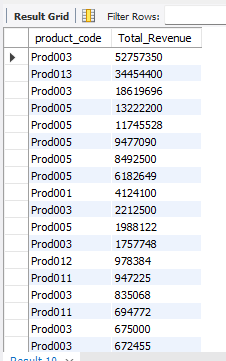 Result Grid Filter Rows:
product_code Total_Revenue
Prod003 52757350
Prod013 34454400
Prod003 18619696
Prod005 13222200
Prod005 11745528
Prod005 9477090
Prod005 8492500
Prod005 6182649
Prod001 4124100
Prod003 2212500
Prod005 1988122
Prod003 1757748
Prod012 978384
Prod011 947225
Prod003 835068
Prod011 694772
Prod003 675000
Prod003 672455